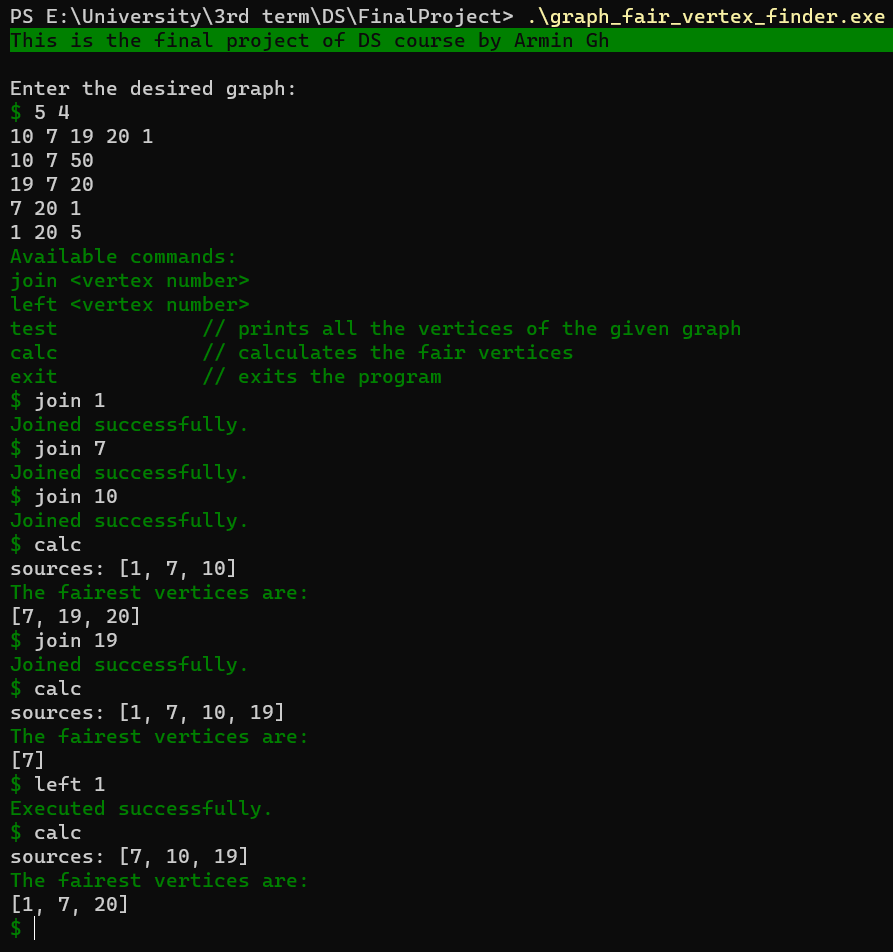 PS E:\University\3rd term\DS\FinalProject> .\graph_fair_vertex_finder.exe
This is the final project of DS course by Armin Gh
Enter the desired graph:
$ 5 4
10 7 19 20 1
10 7 50
19 7 20
7 20 1
1 20 5
Available commands:
join <vertex number>
left <vertex number>
test            // prints all the vertices of the given graph
calc            // calculates the fair vertices
exit            // exits the program
$ join 1
Joined successfully.
$ join 7
Joined successfully.
$ join 10
Joined successfully.
$ calc
sources: [1, 7, 10]
The fairest vertices are:
[7, 19, 20]
$ join 19
Joined successfully.
$ calc
sources: [1, 7, 10, 19]
The fairest vertices are:
[7]
$ left 1
Executed successfully.
$ calc
sources: [7, 10, 19]
The fairest vertices are:
[1, 7, 20]
$